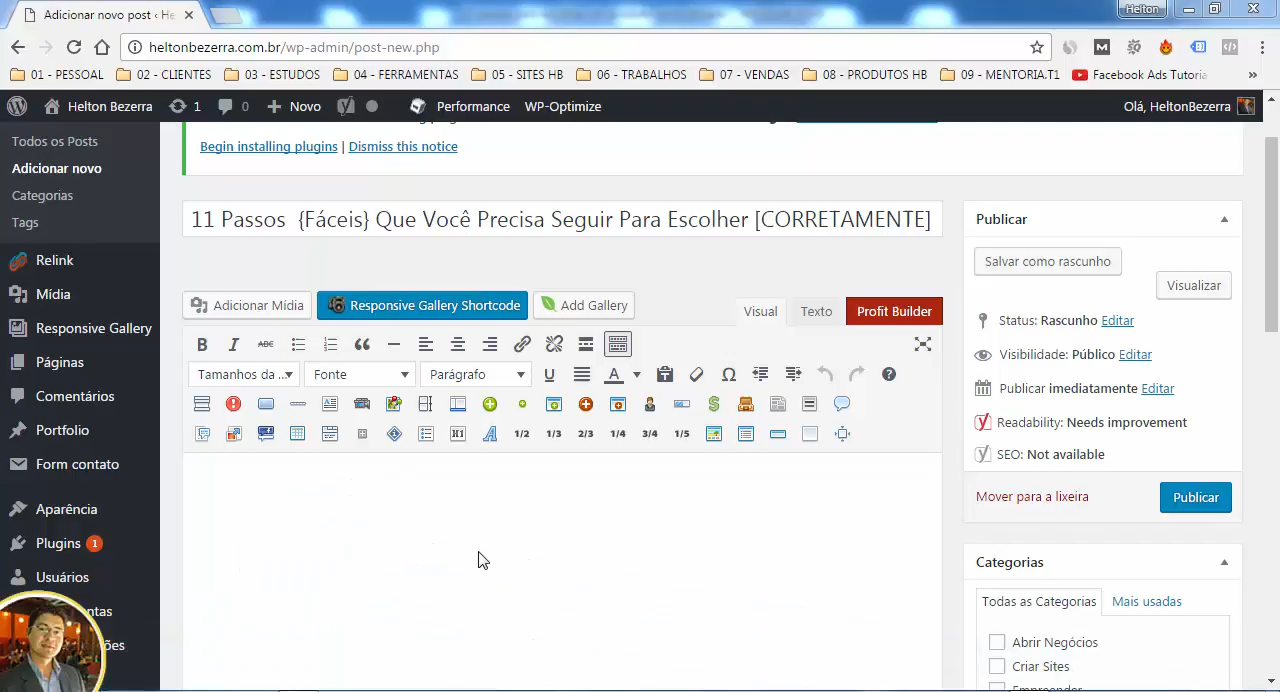 Adicionar novo post ‹ He
Helton
heltonbezerra.com.br/wp-admin/post-new.php
01 - PESSOAL
02 - CLIENTES
03 - ESTUDOS
04 - FERRAMENTAS
05 - SITES HB
06 - TRABALHOS
07 - VENDAS
08 - PRODUTOS HB
09 - MENTORIA.T1
Facebook Ads Tutoria
»
Helton Bezerra
1
0
Novo
Performance
WP-Optimize
Olá, HeltonBezerra
Todos os Posts
Adicionar novo
Categorias
Tags
Relink
Mídia
Responsive Gallery
Páginas
Comentários
Portfolio
Form contato
Aparência
Plugins 1
Usuários
ntas
ões
Begin installing plugins | Dismiss this notice
11 Passos {Fáceis} Que Você Precisa Seguir Para Escolher [CORRETAMENTE]
Adicionar Mídia
Responsive Gallery Shortcode
Add Gallery
Visual
Texto
Profit Builder
B I ABC
Tamanhos da ...
Fonte
Parágrafo
U
A
Ω
H1
A
1/2 1/3 2/3 1/4 3/4 1/5
Publicar
Salvar como rascunho
Visualizar
Status: Rascunho Editar
Visibilidade: Público Editar
Publicar imediatamente Editar
Readability: Needs improvement
SEO: Not available
Mover para a lixeira
Publicar
Categorias
Todas as Categorias
Mais usadas
Abrir Negócios
Criar Sites